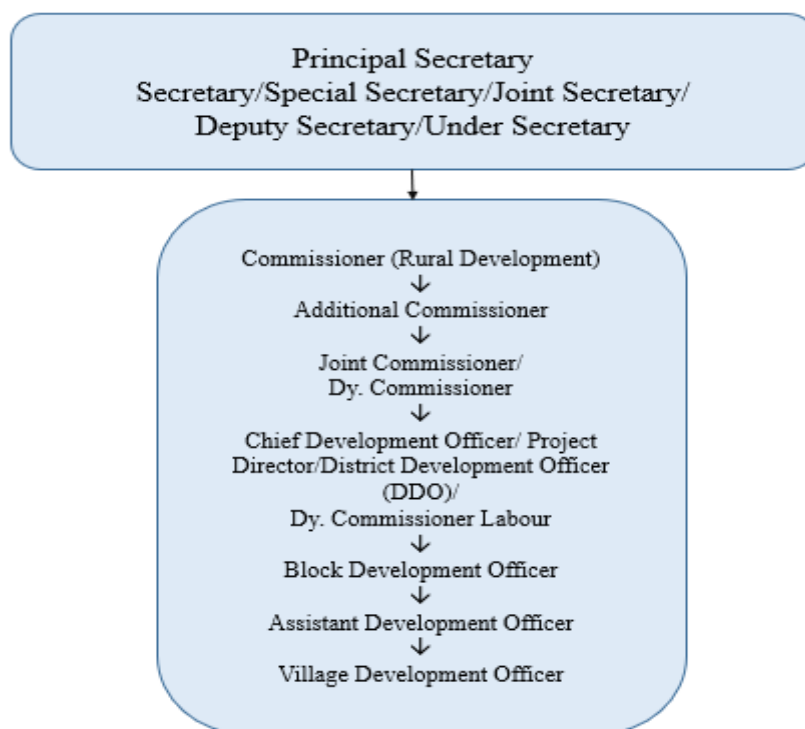 Principal Secretary
Secretary/Special Secretary/Joint Secretary/
Deputy Secretary/Under Secretary
Commissioner (Rural Development)
Additional Commissioner
Joint Commissioner/
Dy. Commissioner
Chief Development Officer/ Project
Director/District Development Officer
(DDO)/
Dy. Commissioner Labour
Block Development Officer
Assistant Development Officer
Village Development Officer